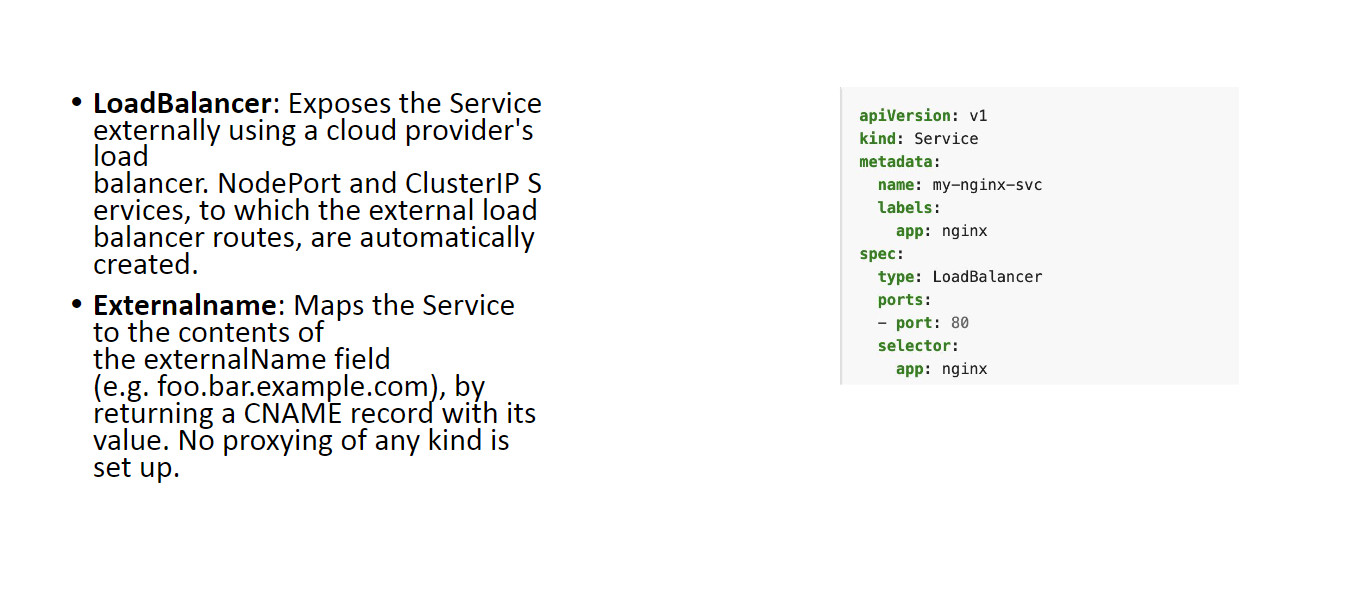 • LoadBalancer: Exposes the Service
externally using a cloud provider's
load
balancer. NodePort and ClusterIP S
ervices, to which the external load
balancer routes, are automatically
created.
• Externalname: Maps the Service
to the contents of
the externalName field
(e.g. foo.bar.example.com), by
returning a CNAME record with its
value. No proxying of any kind is
set up.
apiVersion: v1
kind: Service
metadata:
  name: my-nginx-svc
  labels:
    app: nginx
spec:
  type: LoadBalancer
  ports:
  - port: 80
  selector:
    app: nginx